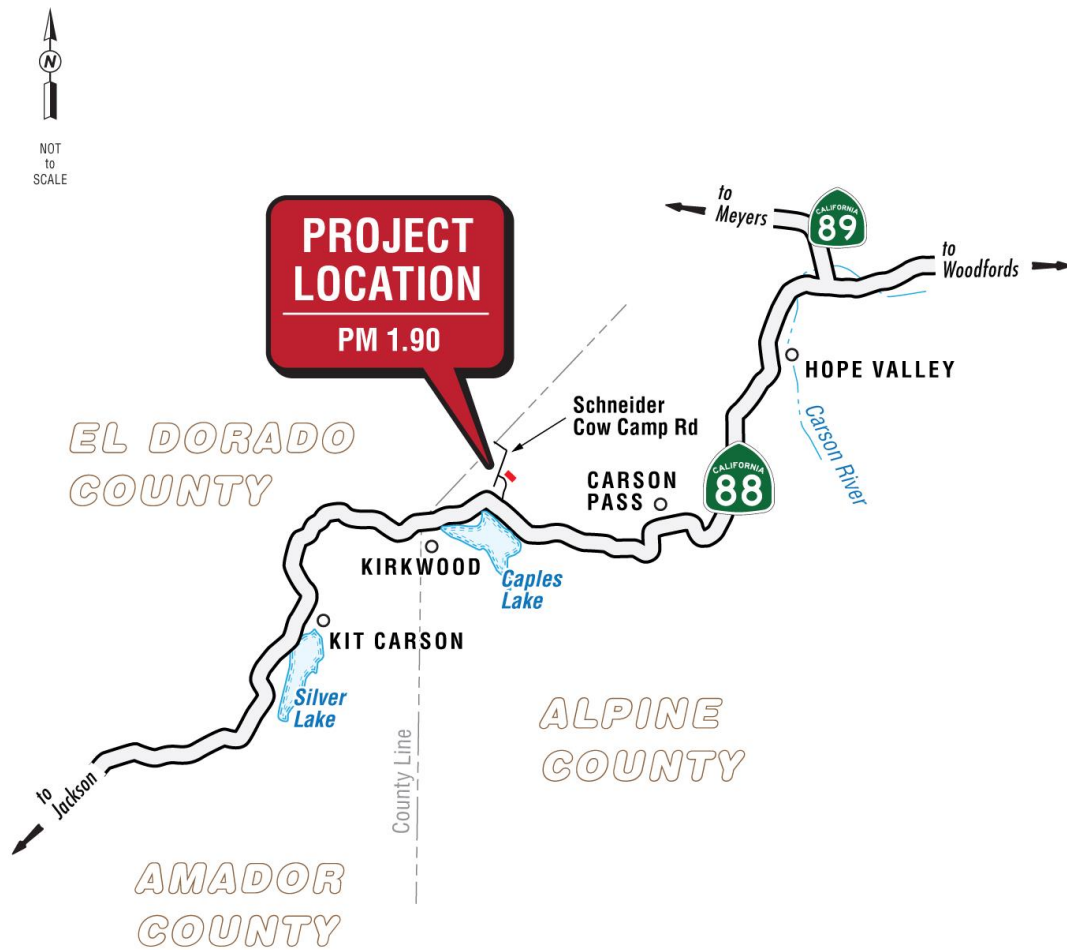 N
NOT
to
SCALE
to
Meyers
CALIFORNIA
89
to
Woodfords
PROJECT
LOCATION
PM 1.90
HOPE VALLEY
Schneider
Cow Camp Rd
Carson River
EL DORADO
COUNTY
CARSON
PASS
CALIFORNIA
88
KIRKWOOD
Caples
Lake
KIT CARSON
Silver
Lake
ALPINE
COUNTY
County Line
to
Jackson
AMADOR
COUNTY